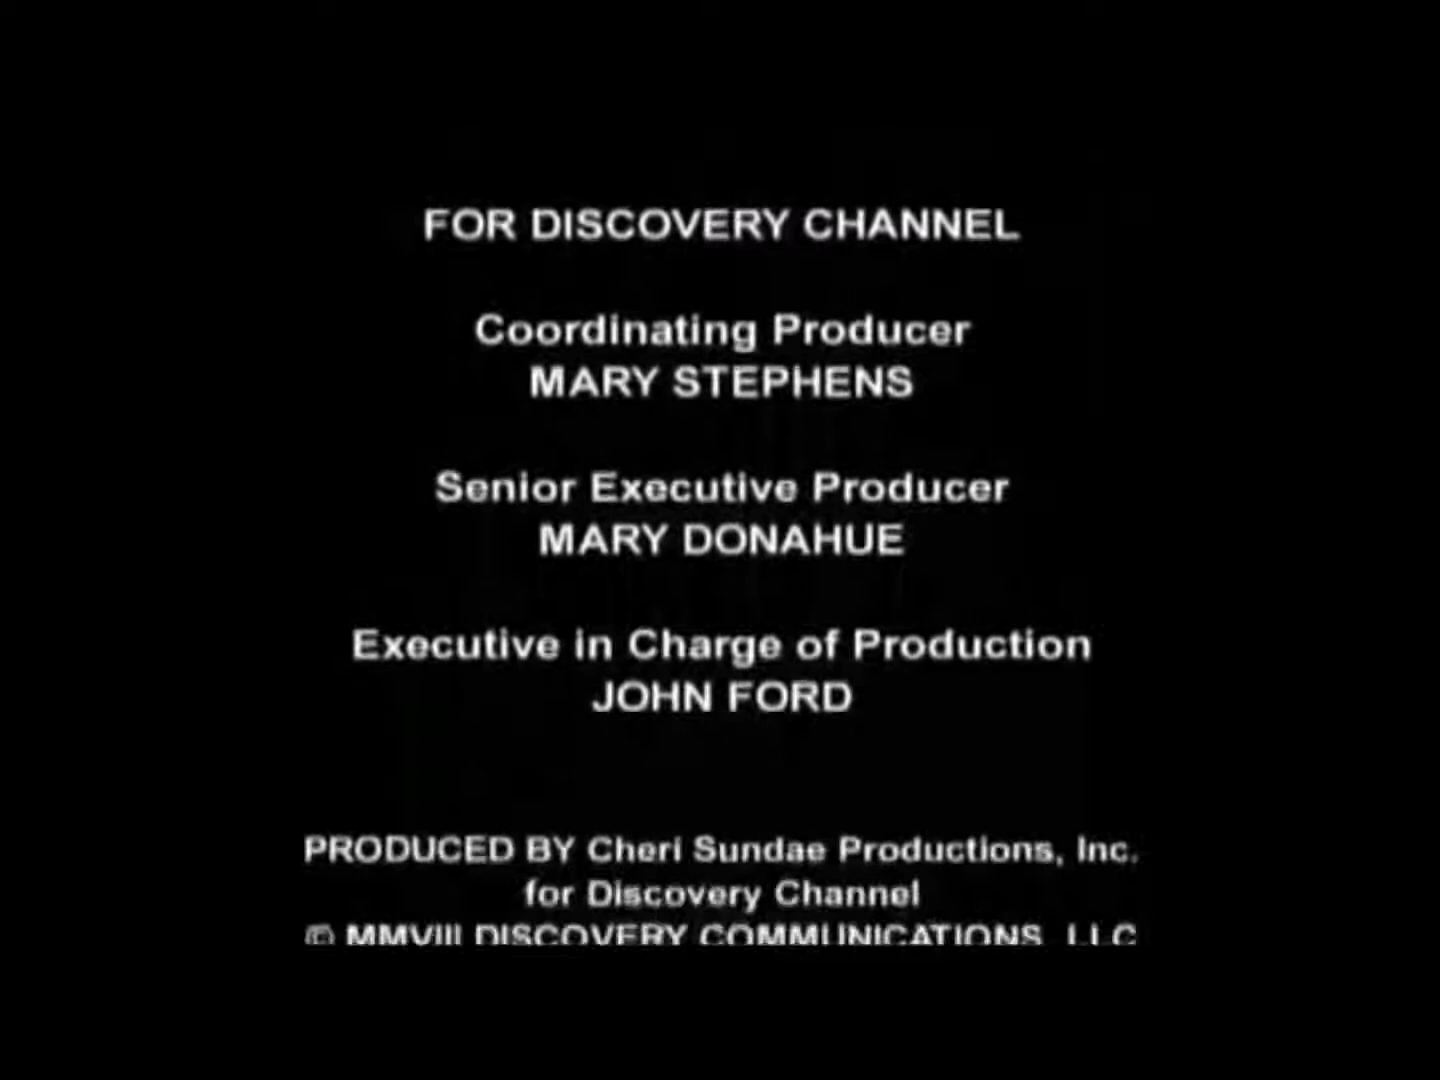 FOR DISCOVERY CHANNEL
Coordinating Producer
MARY STEPHENS
Senior Executive Producer
MARY DONAHUE
Executive in Charge of Production
JOHN FORD
PRODUCED BY Cheri Sundae Productions, Inc.
for Discovery Channel
© MMVIII DISCOVERY COMMUNICATIONS, LLC